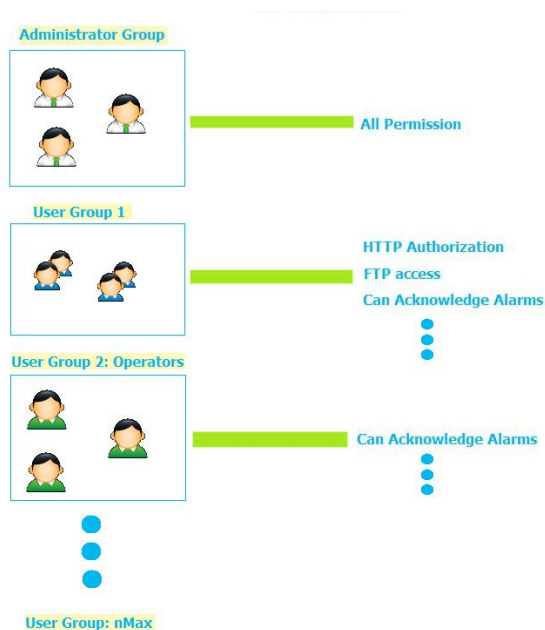 Administrator Group
All Permission
User Group 1
HTTP Authorization
FTP access
Can Acknowledge Alarms
User Group 2: Operators
Can Acknowledge Alarms
User Group: nMax